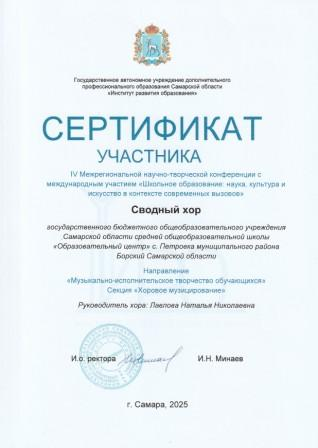 Государственное автономное учреждение дополнительного
профессионального образования Самарской области
«Институт развития образования»
СЕРТИФИКАТ
УЧАСТНИКА
IV Межрегиональной научно-творческой конференции с
международным участием «Школьное образование: наука, культура и
искусство в контексте современных вызовов»
Сводный хор
государственного бюджетного общеобразовательного учреждения
Самарской области средней общеобразовательной школы
«Образовательный центр» с. Петровка муниципального района
Борский Самарской области
Направление
«Музыкально-исполнительское творчество обучающихся»
Секция «Хоровое музицирование»
Руководитель хора: Лавлова Наталья Николаевна
И.о. ректора И.Н. Минаев
г. Самара, 2025